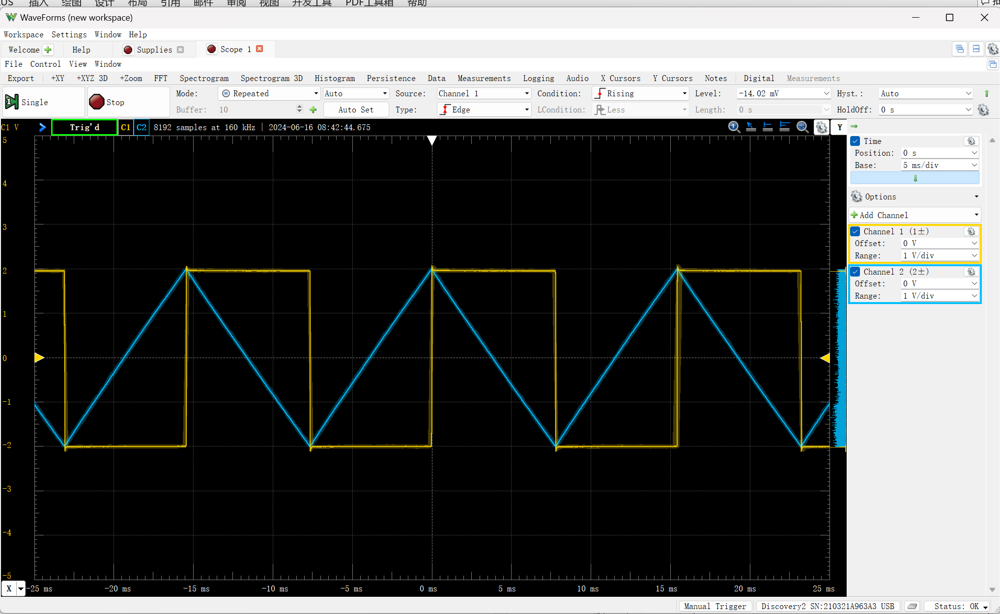 US 插入 绘图 设计 布局 引用 邮件 审阅 视图 开发工具 PDF工具箱 帮助 批
WaveForms (new workspace)
Workspace Settings Window Help
Welcome Help Supplies Scope 1
File Control View Window
Export +XY +XYZ 3D +Zoom FFT Spectrogram Spectrogram 3D Histogram Persistence Data Measurements Logging Audio X Cursors Y Cursors Notes Digital Measurements
Single Stop Mode: Repeated Auto Source: Channel 1 Condition: Rising Level: -14.02 mV Hyst.: Auto
Buffer: 10 Auto Set Type: Edge LCondition: Less Length: 0 s HoldOff: 0 s
C1 V Trig'd C1 C2 8192 samples at 160 kHz | 2024-06-16 08:42:44.675 Y
5
4
3
2
1
0
-1
-2
-3
-4
-5
X -25 ms -20 ms -15 ms -10 ms -5 ms 0 ms 5 ms 10 ms 15 ms 20 ms 25 ms
Time
Position: 0 s
Base: 5 ms/div
Options
Add Channel
Channel 1 (1±)
Offset: 0 V
Range: 1 V/div
Channel 2 (2±)
Offset: 0 V
Range: 1 V/div
Manual Trigger Discovery2 SN:210321A963A3 USB Status: OK